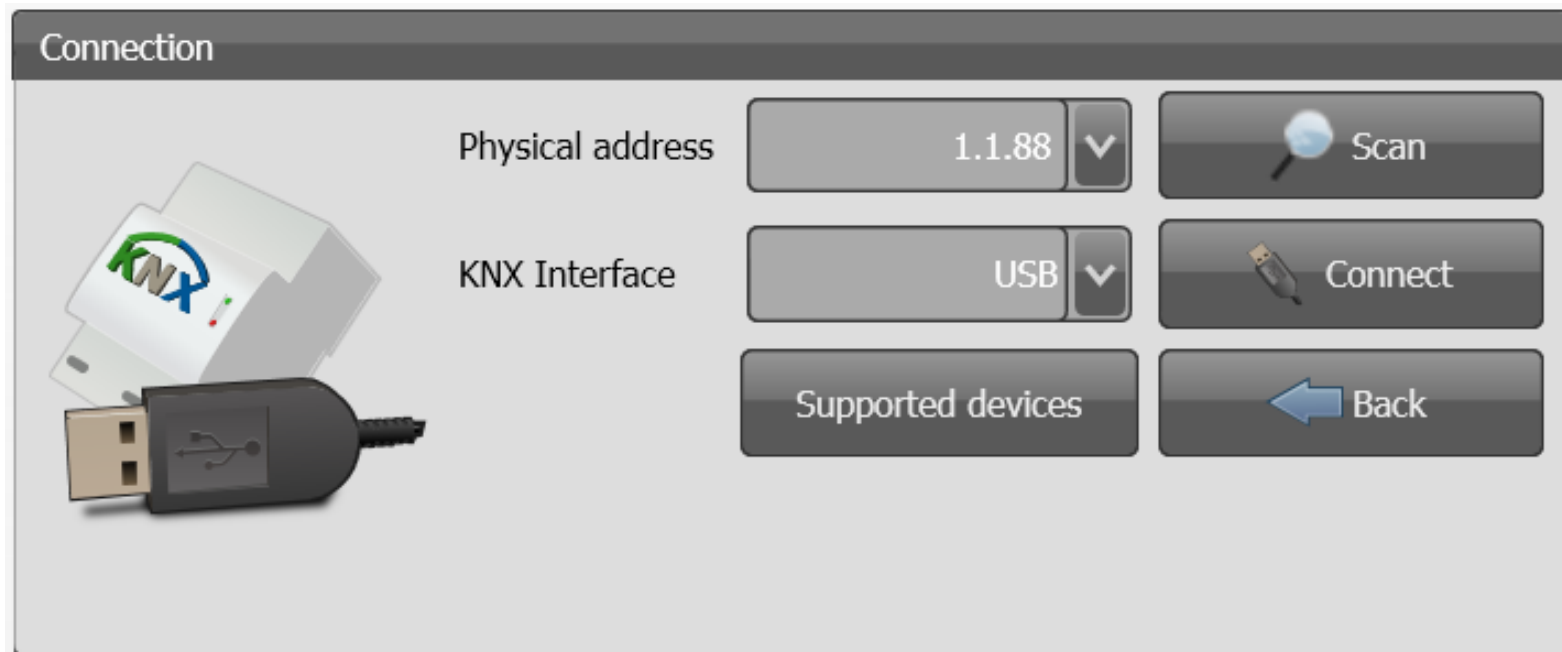 Connection
Physical address 1.1.88 Scan
KNX
KNX Interface USB Connect
Supported devices Back